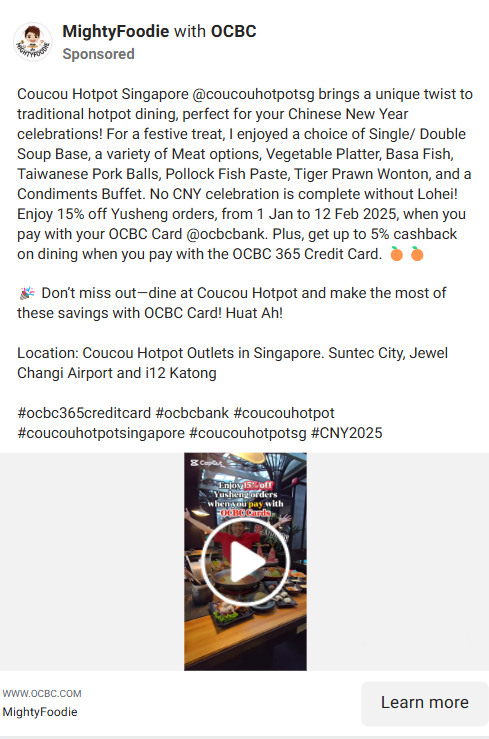 MIGHTYFOODIE
MightyFoodie with OCBC
Sponsored
Coucou Hotpot Singapore @coucouhotpotsg brings a unique twist to
traditional hotpot dining, perfect for your Chinese New Year
celebrations! For a festive treat, I enjoyed a choice of Single/ Double
Soup Base, a variety of Meat options, Vegetable Platter, Basa Fish,
Taiwanese Pork Balls, Pollock Fish Paste, Tiger Prawn Wonton, and a
Condiments Buffet. No CNY celebration is complete without Lohei!
Enjoy 15% off Yusheng orders, from 1 Jan to 12 Feb 2025, when you
pay with your OCBC Card @ocbcbank. Plus, get up to 5% cashback
on dining when you pay with the OCBC 365 Credit Card. 🍊 🍊
🎉 Don’t miss out—dine at Coucou Hotpot and make the most of
these savings with OCBC Card! Huat Ah!
Location: Coucou Hotpot Outlets in Singapore. Suntec City, Jewel
Changi Airport and i12 Katong
#ocbc365creditcard #ocbcbank #coucouhotpot
#coucouhotpotsingapore #coucouhotpotsg #CNY2025
CapCut
Enjoy 15% off
Yusheng orders
when you pay with
OCBC Cards
WWW.OCBC.COM
MightyFoodie
Learn more